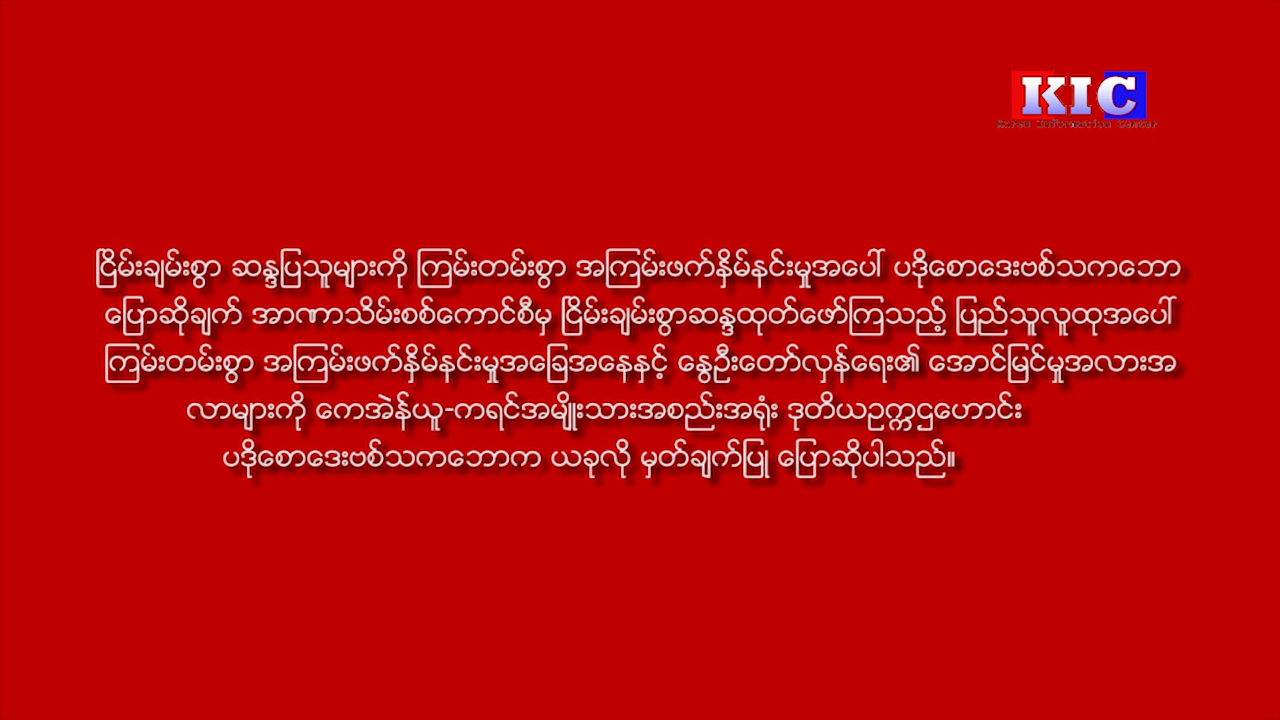 KIC
Karen Information Center
ငြိမ်းချမ်းစွာ ဆန္ဒပြသူများကို ကြမ်းတမ်းစွာ အကြမ်းဖက်နှိမ်နင်းမှုအပေါ် ပဒိုစောဒေးဗစ်သကဘော
ပြောဆိုချက် အာဏာသိမ်းစစ်ကောင်စီမှ ငြိမ်းချမ်းစွာဆန္ဒထုတ်ဖော်ကြသည့် ပြည်သူလူထုအပေါ်
ကြမ်းတမ်းစွာ အကြမ်းဖက်နှိမ်နင်းမှုအခြေအနေနှင့် နွေဦးတော်လှန်ရေး၏ အောင်မြင်မှုအလားအ
လာများကို ကေအဲန်ယူ-ကရင်အမျိုးသားအစည်းအရုံး ဒုတိယဥက္ကဌဟောင်း
ပဒိုစောဒေးဗစ်သကဘောက ယခုလို မှတ်ချက်ပြု ပြောဆိုပါသည်။